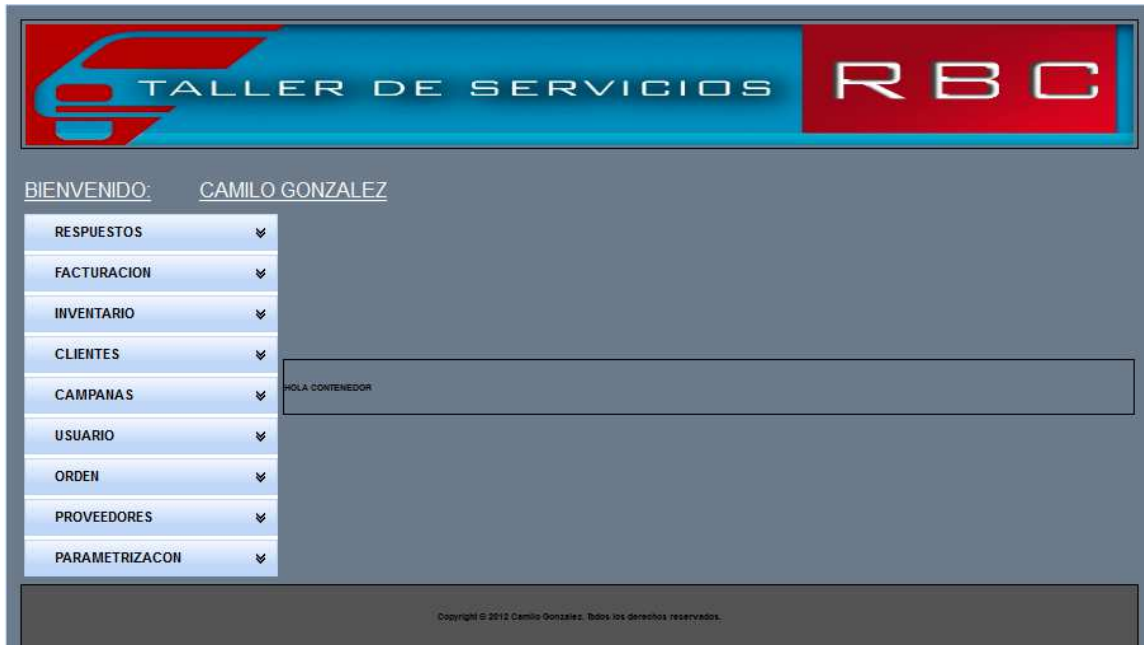 TALLER DE SERVICIOS RBC
BIENVENIDO: CAMILO GONZALEZ
RESPUESTOS
FACTURACION
INVENTARIO
CLIENTES
HOLA CONTENEDOR
CAMPANAS
USUARIO
ORDEN
PROVEEDORES
PARAMETRIZACON
Copyright © 2012 Camilo Gonzalez. Todos los derechos reservados.